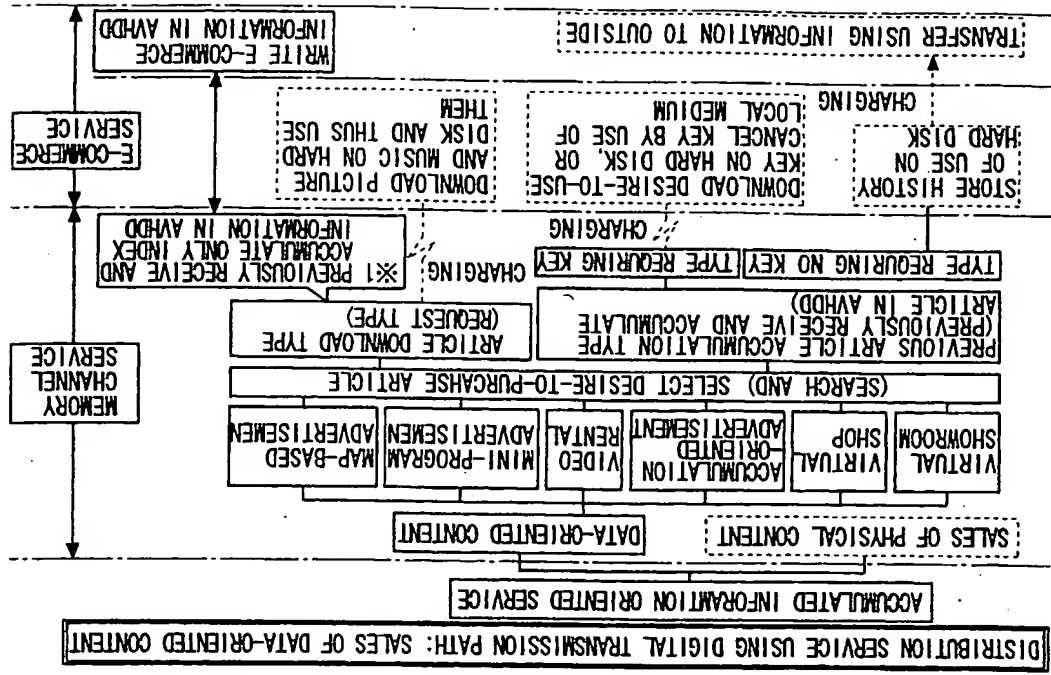 DISTRIBUTION SERVICE USING DIGITAL TRANSMISSION PATH: SALES OF DATA-ORIENTED CONTENT
ACCUMULATED INFORAMTION ORIENTED SERVICE
SALES OF PHYSICAL CONTENT
DATA-ORIENTED CONTENT
VIRTUAL
SHOWROOM
VIRTUAL
SHOP
ACCUMULATION
-ORIENTED
ADVERTISEMENT
VIDEO
RENTAL
MINI-PROGRAM
ADVERTISEMEN
MAP-BASED
ADVERTISEMEN
MEMORY
CHANNEL
SERVICE
(SEARCH AND) SELECT DESIRE-TO-PURCAHSE ARTICLE
PREVIOUS ARTICLE ACCUMULATION TYPE
(PREVIOUSLY RECEIVE AND ACCUMULATE
ARTICLE IN AVHDD)
ARTICLE DOWNLOAD TYPE
(REQUEST TYPE)
TYPE REQUIRING NO KEY
TYPE REQURING KEY
CHARGING
CHARGING
※1 PREVIOUSLY RECEIVE AND
ACCUMULATE ONLY INDEX
INFORMATION IN AVHDD
STORE HISTORY
OF USE ON
HARD DISK
DOWNLOAD DESIRE-TO-USE
KEY ON HARD DISK, OR
CANCEL KEY BY USE OF
LOCAL MEDIUM
DOWNLOAD PICTURE
AND MUSIC ON HARD
DISK AND THUS USE
THEM
E-COMMERCE
SERVICE
CHARGING
TRANSFER USING INFORMATION TO OUTSIDE
WRITE E-COMMERCE
INFORMATION IN AVHDD